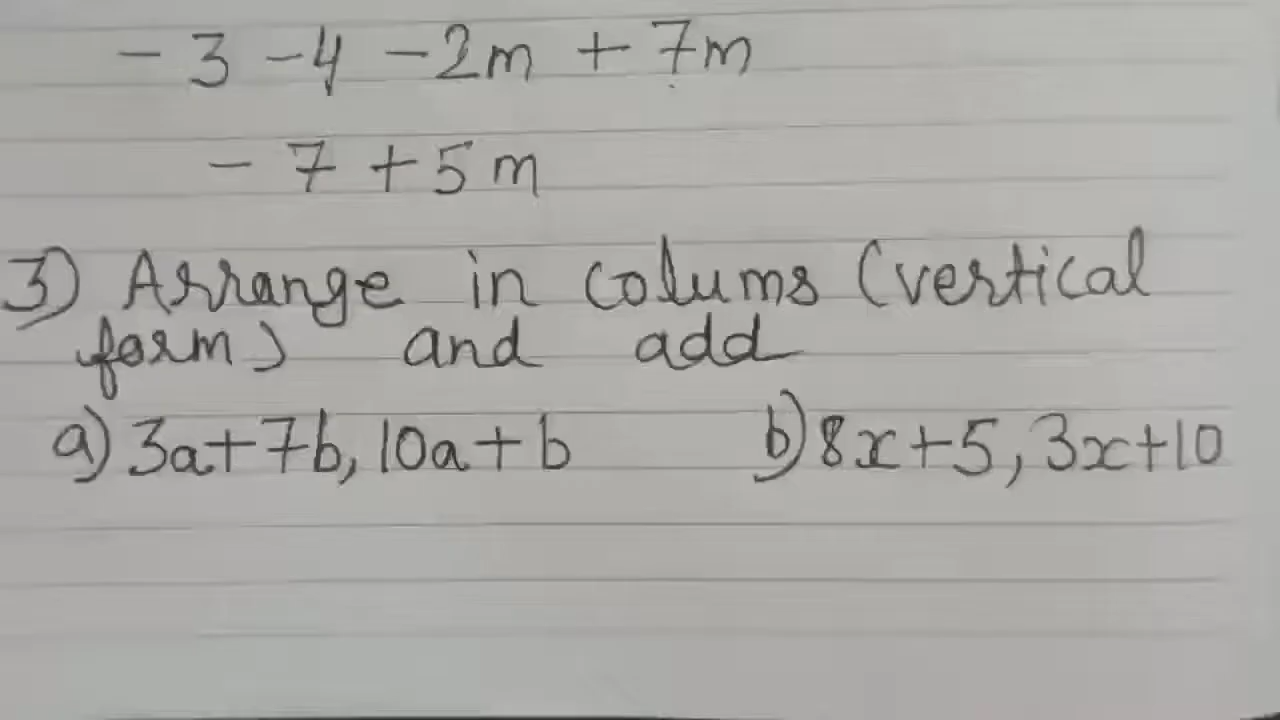 - 3 - 4 - 2m + 7m
- 7 + 5m
3) Arrange in colums (vertical
form) and add
a) 3a+7b, 10a+b b) 8x+5, 3x+10